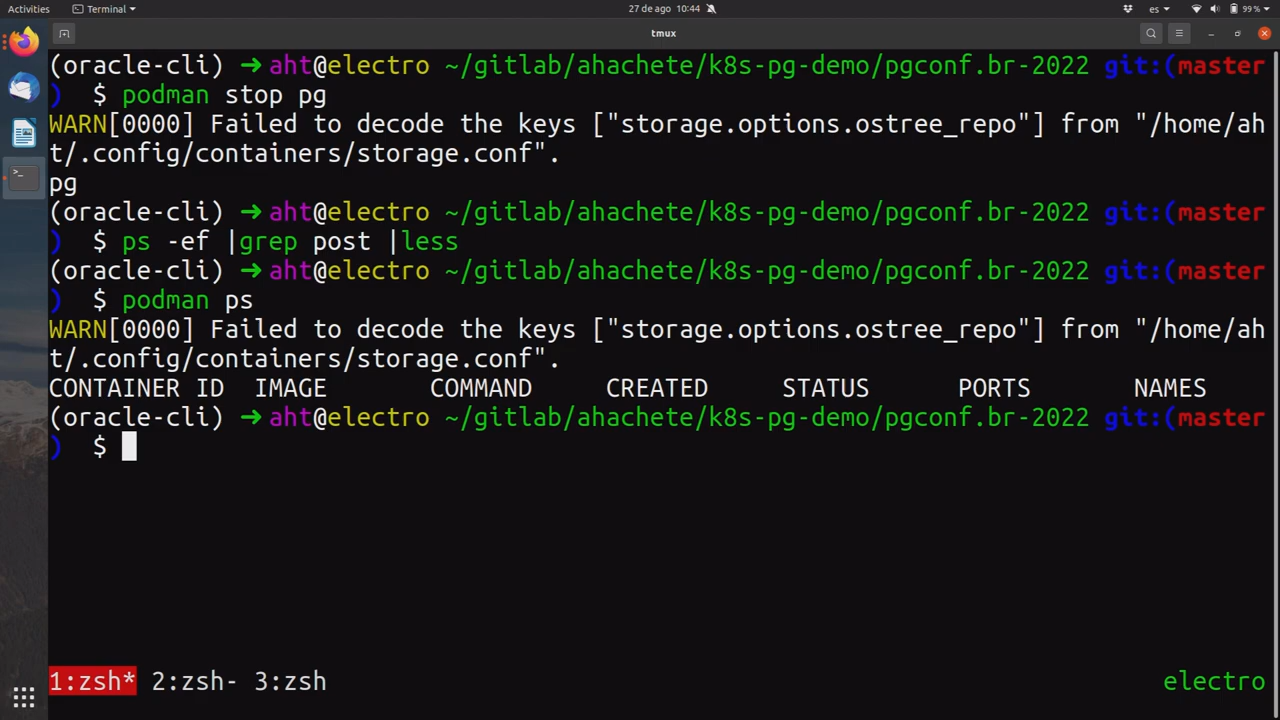 Activities Terminal 27 de ago 10:44 es 99 %
tmux
(oracle-cli) ➜ aht@electro ~/gitlab/ahachete/k8s-pg-demo/pgconf.br-2022 git:(master
) $ podman stop pg
WARN[0000] Failed to decode the keys ["storage.options.ostree_repo"] from "/home/ah
t/.config/containers/storage.conf".
pg
(oracle-cli) ➜ aht@electro ~/gitlab/ahachete/k8s-pg-demo/pgconf.br-2022 git:(master
) $ ps -ef |grep post |less
(oracle-cli) ➜ aht@electro ~/gitlab/ahachete/k8s-pg-demo/pgconf.br-2022 git:(master
) $ podman ps
WARN[0000] Failed to decode the keys ["storage.options.ostree_repo"] from "/home/ah
t/.config/containers/storage.conf".
CONTAINER ID IMAGE COMMAND CREATED STATUS PORTS NAMES
(oracle-cli) ➜ aht@electro ~/gitlab/ahachete/k8s-pg-demo/pgconf.br-2022 git:(master
) $
1:zsh* 2:zsh- 3:zsh electro